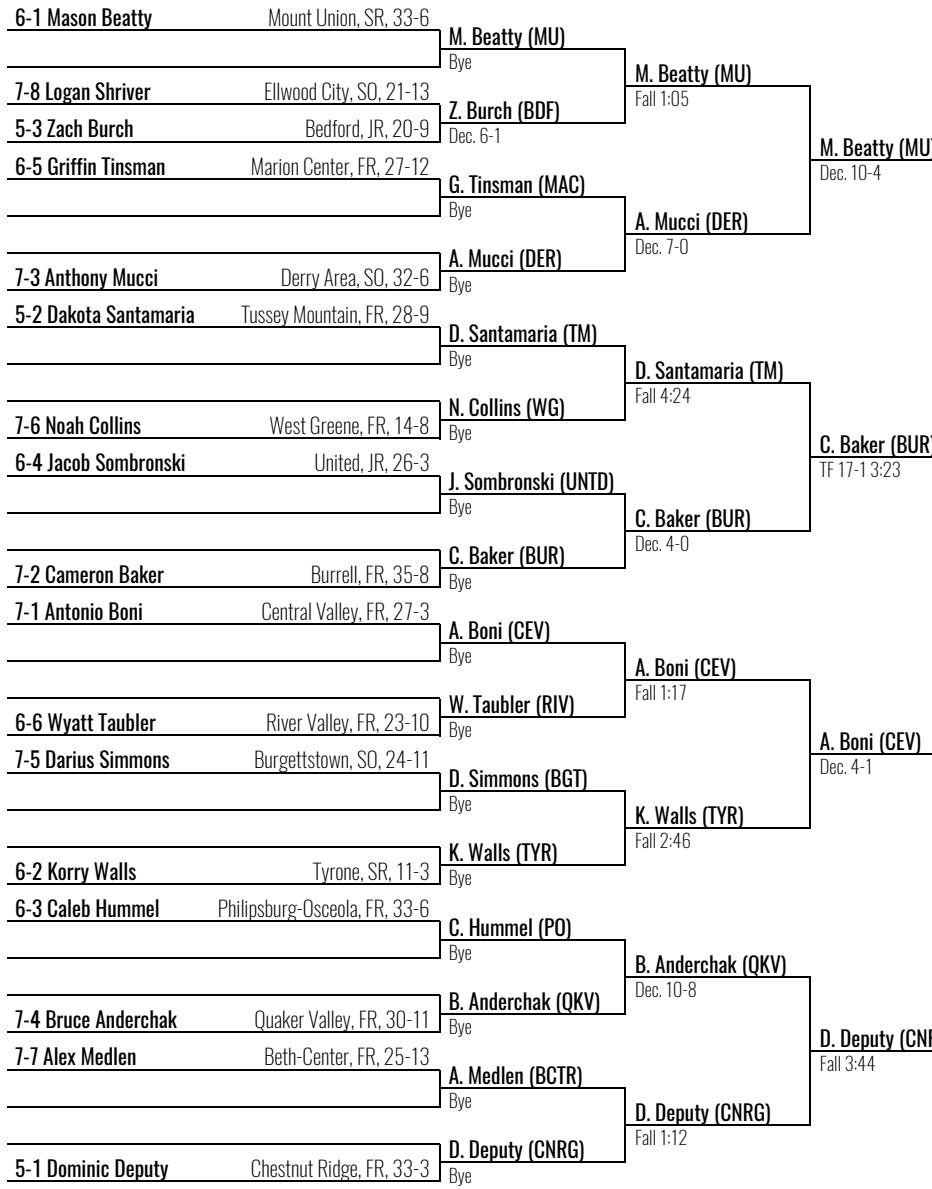 6-1 Mason Beatty Mount Union, SR, 33-6
M. Beatty (MU)
Bye
M. Beatty (MU)
Fall 1:05
7-8 Logan Shriver Ellwood City, SO, 21-13
Z. Burch (BDF)
5-3 Zach Burch Bedford, JR, 20-9
Dec. 6-1
M. Beatty (MU)
Dec. 10-4
6-5 Griffin Tinsman Marion Center, FR, 27-12
G. Tinsman (MAC)
Bye
A. Mucci (DER)
Dec. 7-0
A. Mucci (DER)
7-3 Anthony Mucci Derry Area, SO, 32-6
Bye
5-2 Dakota Santamaria Tussey Mountain, FR, 28-9
D. Santamaria (TM)
Bye
D. Santamaria (TM)
Fall 4:24
N. Collins (WG)
7-6 Noah Collins West Greene, FR, 14-8
Bye
C. Baker (BUR)
TF 17-1 3:23
6-4 Jacob Sombronski United, JR, 26-3
J. Sombronski (UNTD)
Bye
C. Baker (BUR)
Dec. 4-0
C. Baker (BUR)
7-2 Cameron Baker Burrell, FR, 35-8
Bye
7-1 Antonio Boni Central Valley, FR, 27-3
A. Boni (CEV)
Bye
A. Boni (CEV)
Fall 1:17
W. Taubler (RIV)
6-6 Wyatt Taubler River Valley, FR, 23-10
Bye
A. Boni (CEV)
Dec. 4-1
7-5 Darius Simmons Burgettstown, SO, 24-11
D. Simmons (BGT)
Bye
K. Walls (TYR)
Fall 2:46
K. Walls (TYR)
6-2 Korry Walls Tyrone, SR, 11-3
Bye
6-3 Caleb Hummel Philipsburg-Osceola, FR, 33-6
C. Hummel (PO)
Bye
B. Anderchak (QKV)
Dec. 10-8
B. Anderchak (QKV)
7-4 Bruce Anderchak Quaker Valley, FR, 30-11
Bye
D. Deputy (CNR
Fall 3:44
7-7 Alex Medlen Beth-Center, FR, 25-13
A. Medlen (BCTR)
Bye
D. Deputy (CNRG)
Fall 1:12
D. Deputy (CNRG)
5-1 Dominic Deputy Chestnut Ridge, FR, 33-3
Bye